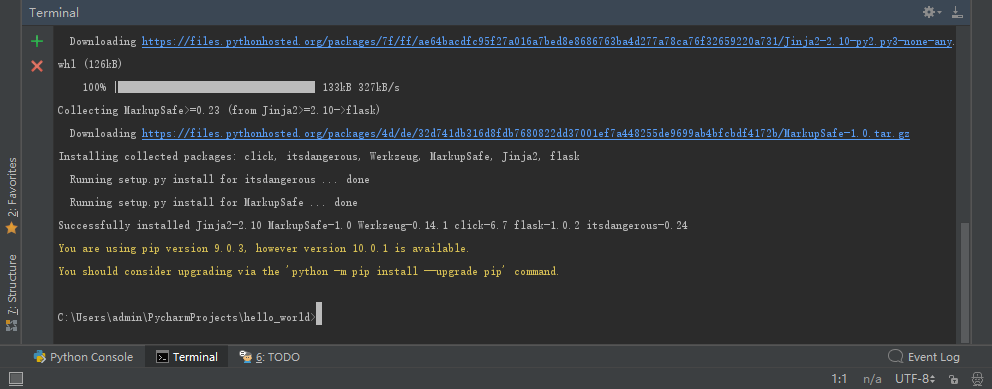 Terminal
Downloading https://files.pythonhosted.org/packages/7f/ff/ae64bacdfc95f27a016a7bed8e8686763ba4d277a78ca76f32659220a731/Jinja2-2.10-py2.py3-none-any.
whl (126kB)
100% | 133kB 327kB/s
Collecting MarkupSafe>=0.23 (from Jinja2>=2.10->flask)
Downloading https://files.pythonhosted.org/packages/4d/de/32d741db316d8fdb7680822dd37001ef7a448255de9699ab4bfcbdf4172b/MarkupSafe-1.0.tar.gz
Installing collected packages: click, itsdangerous, Werkzeug, MarkupSafe, Jinja2, flask
Running setup.py install for itsdangerous ... done
Running setup.py install for MarkupSafe ... done
Successfully installed Jinja2-2.10 MarkupSafe-1.0 Werkzeug-0.14.1 click-6.7 flask-1.0.2 itsdangerous-0.24
You are using pip version 9.0.3, however version 10.0.1 is available.
You should consider upgrading via the 'python -m pip install --upgrade pip' command.
C:\Users\admin\PycharmProjects\hello_world>
2: Favorites
7: Structure
Python Console
Terminal
6: TODO
Event Log
1:1 n/a UTF-8